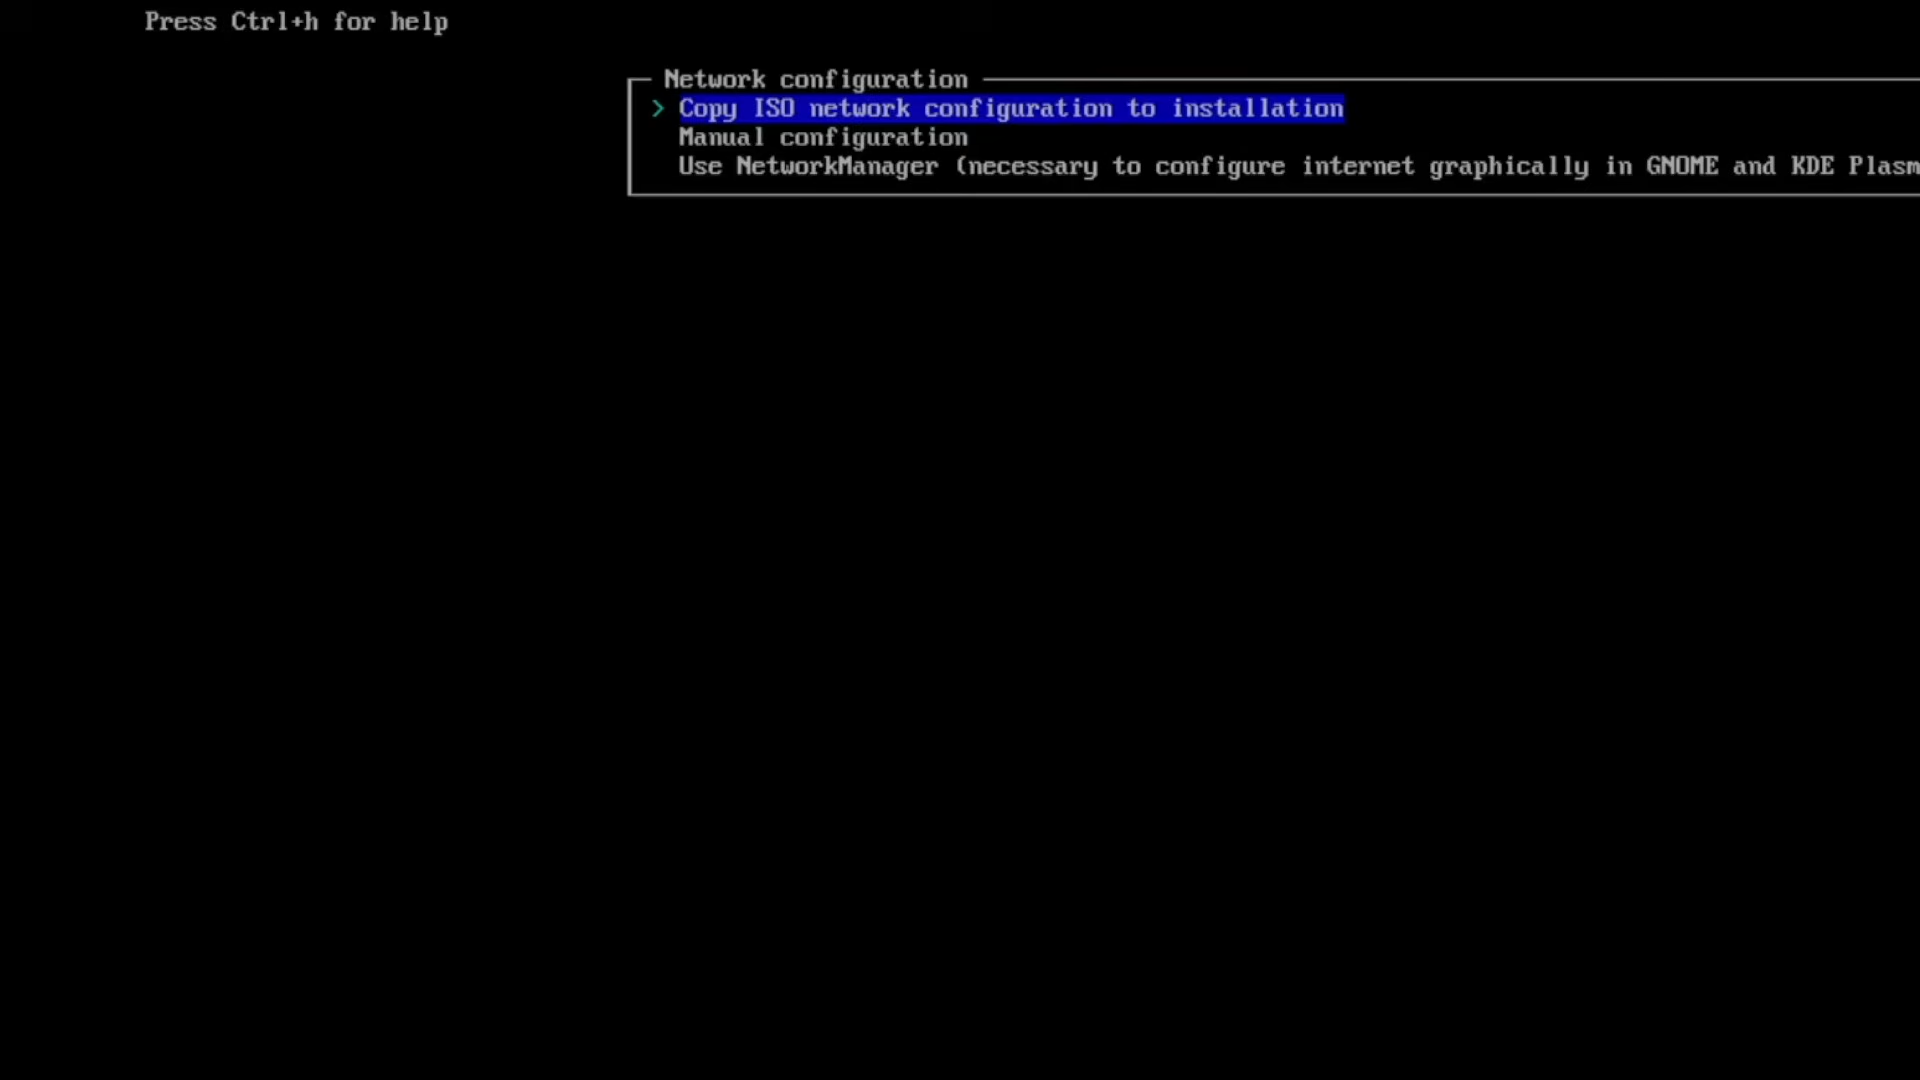 Press Ctrl+h for help
Network configuration
> Copy ISO network configuration to installation
Manual configuration
Use NetworkManager (necessary to configure internet graphically in GNOME and KDE Plasm